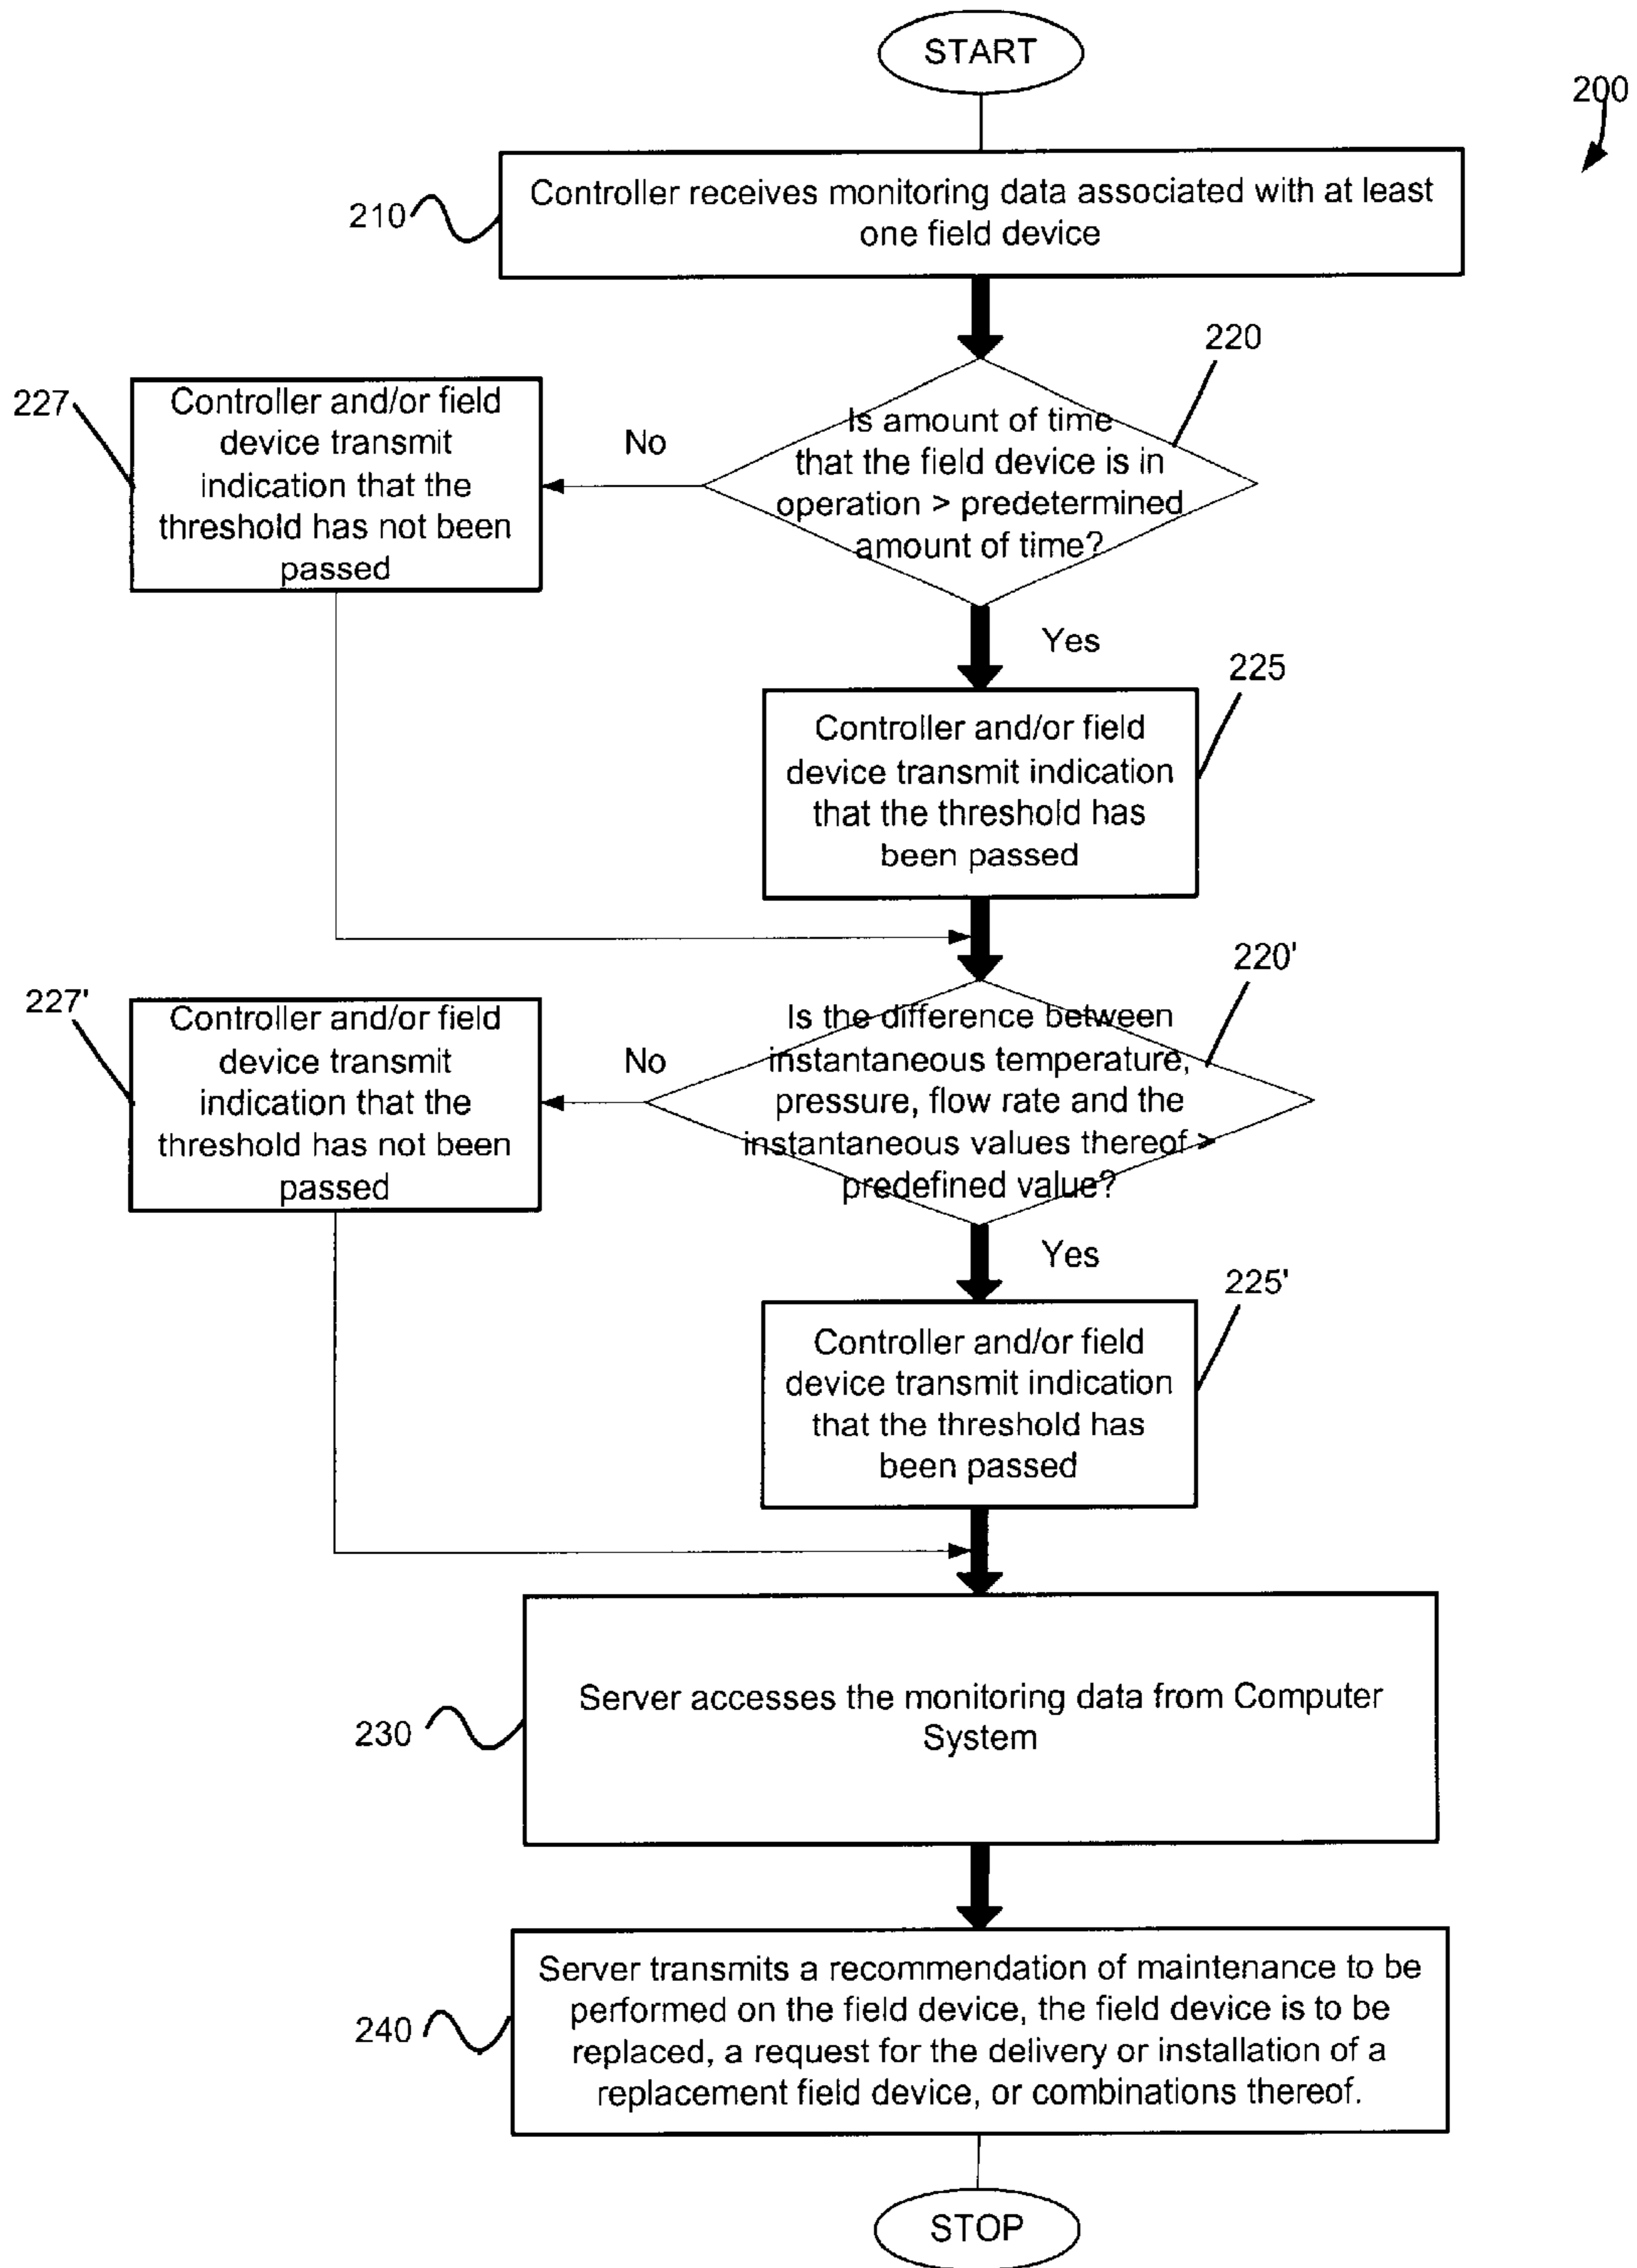 START
200
Controller receives monitoring data associated with at least
one field device
210
220
Is amount of time
that the field device is in
operation > predetermined
amount of time?
No
227
Controller and/or field
device transmit
indication that the
threshold has not been
passed
Yes
225
Controller and/or field
device transmit indication
that the threshold has
been passed
220'
Is the difference between
instantaneous temperature,
pressure, flow rate and the
instantaneous values thereof >
predefined value?
No
227'
Controller and/or field
device transmit
indication that the
threshold has not been
passed
Yes
225'
Controller and/or field
device transmit indication
that the threshold has
been passed
Server accesses the monitoring data from Computer
System
230
Server transmits a recommendation of maintenance to be
performed on the field device, the field device is to be
replaced, a request for the delivery or installation of a
replacement field device, or combinations thereof.
240
STOP